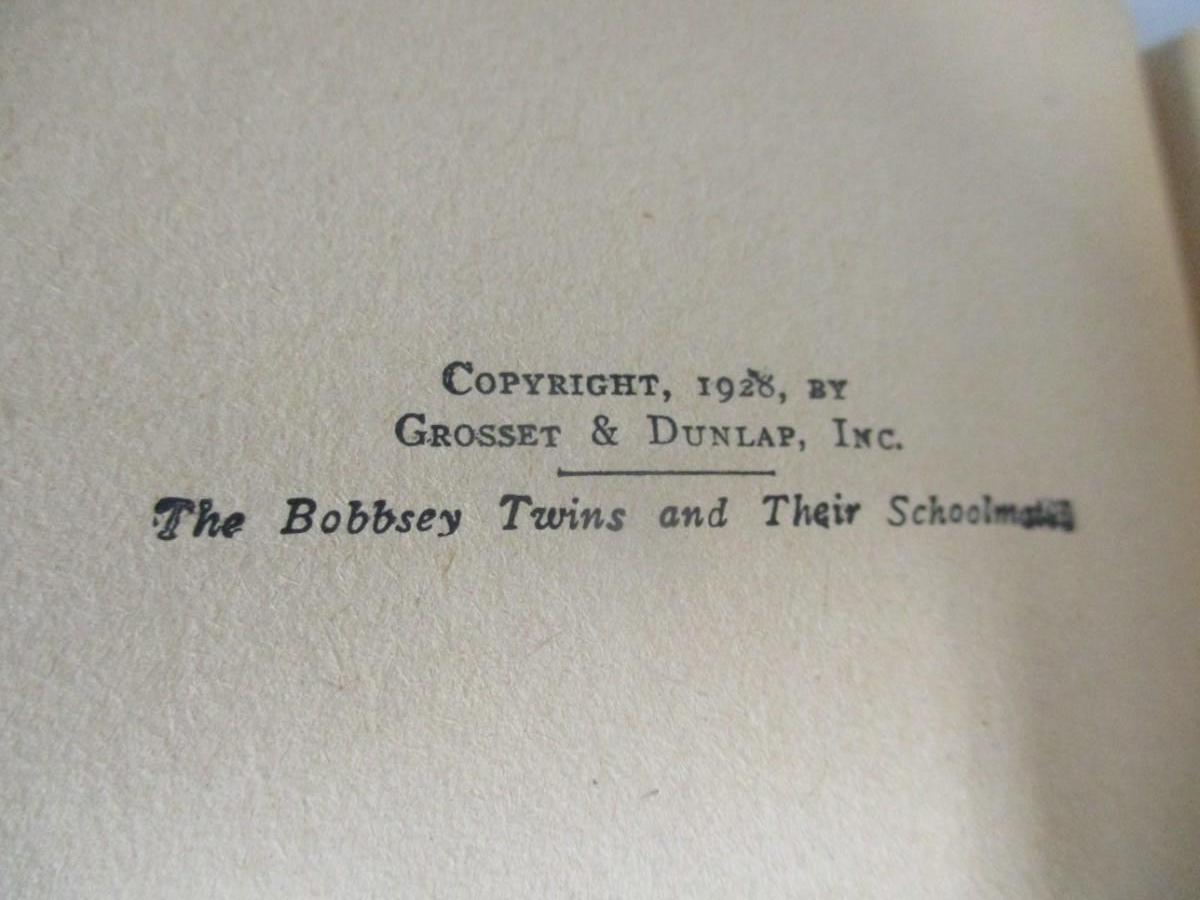 COPYRIGHT, 1928, BY
GROSSET & DUNLAP, INC.
The Bobbsey Twins and Their